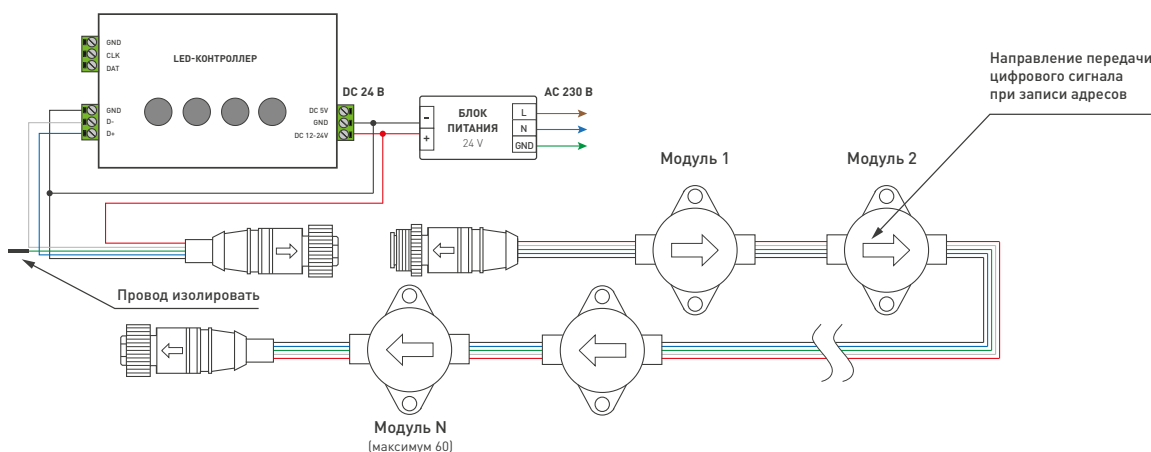 GND
CLK
DAT
LED-КОНТРОЛЛЕР
GND
D-
D+
DC 5V
GND
DC 12-24V
DC 24 В
-
+
БЛОК
ПИТАНИЯ
24 V
L
N
GND
AC 230 В
Направление передачи
цифрового сигнала
при записи адресов
Модуль 1
Модуль 2
Провод изолировать
Модуль N
(максимум 60)